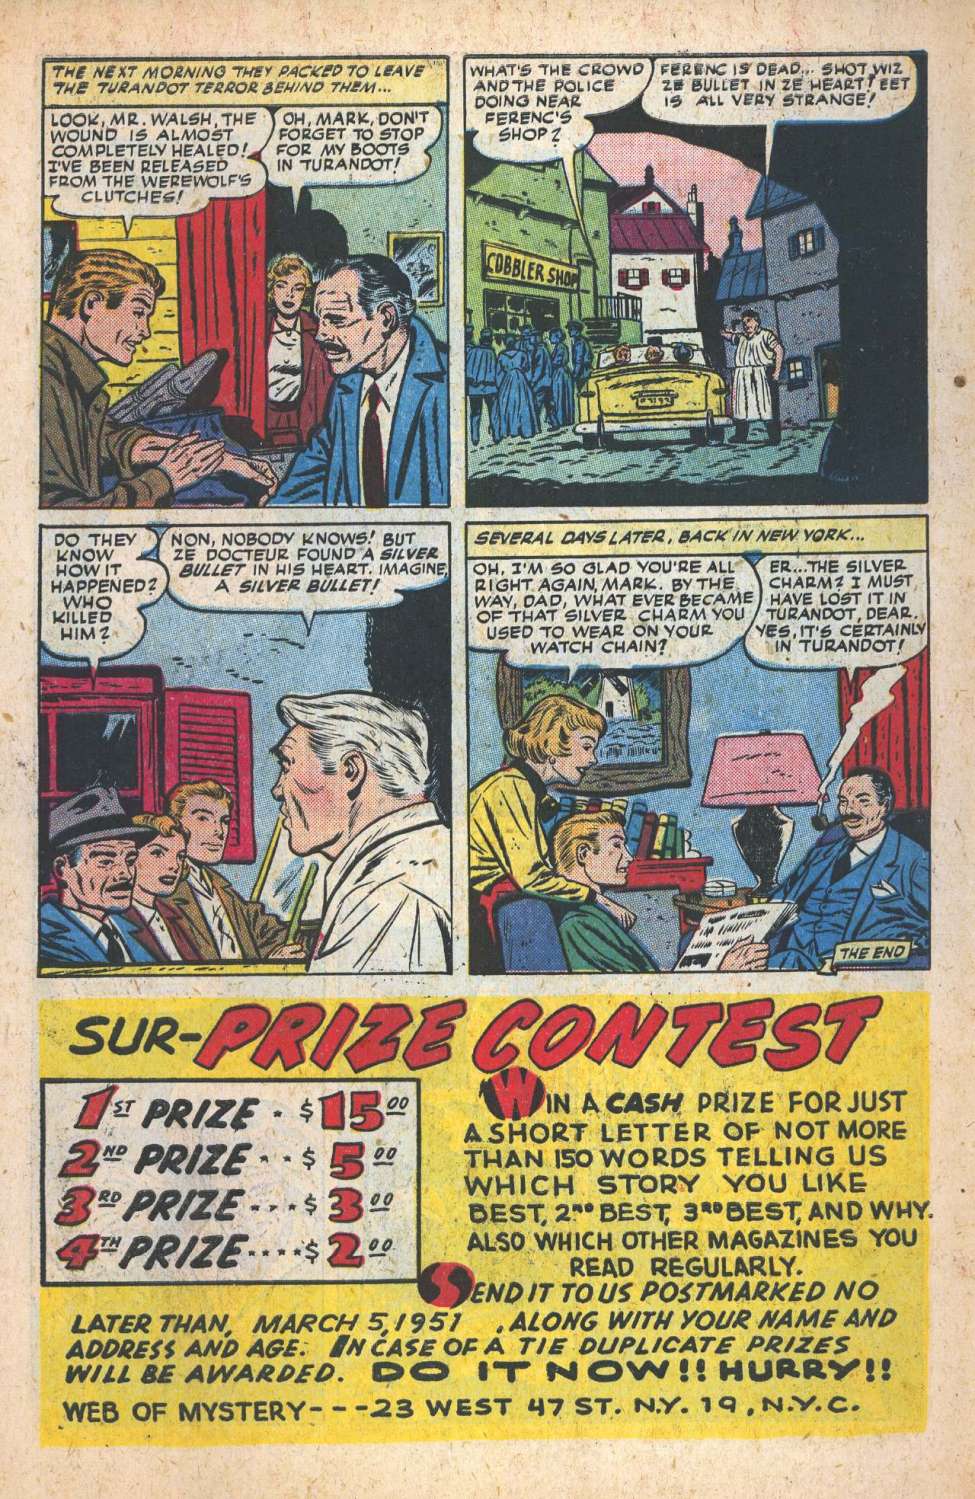 THE NEXT MORNING THEY PACKED TO LEAVE
THE TURANDOT TERROR BEHIND THEM...
LOOK, MR. WALSH, THE
WOUND IS ALMOST
COMPLETELY HEALED!
I'VE BEEN RELEASED
FROM THE WEREWOLF'S
CLUTCHES!
OH, MARK, DON'T
FORGET TO STOP
FOR MY BOOTS
IN TURANDOT!
WHAT'S THE CROWD
AND THE POLICE
DOING NEAR
FERENC'S
SHOP?
FERENC IS DEAD... SHOT WIZ
ZE BULLET IN ZE HEART! EET
IS ALL VERY STRANGE!
COBBLER SHOP
DO THEY
KNOW
HOW IT
HAPPENED?
WHO
KILLED
HIM?
NON, NOBODY KNOWS! BUT
ZE DOCTEUR FOUND A SILVER
BULLET IN HIS HEART. IMAGINE,
A SILVER BULLET!
SEVERAL DAYS LATER, BACK IN NEW YORK...
OH, I'M SO GLAD YOU'RE ALL
RIGHT AGAIN, MARK. BY THE
WAY, DAD, WHAT EVER BECAME
OF THAT SILVER CHARM YOU
USED TO WEAR ON YOUR
WATCH CHAIN?
ER...THE SILVER
CHARM? I MUST
HAVE LOST IT IN
TURANDOT, DEAR.
YES, IT'S CERTAINLY
IN TURANDOT!
THE END
SUR-PRIZE CONTEST
1ST PRIZE . $15.00
2ND PRIZE . . $5.00
3RD PRIZE . . . $3.00
4TH PRIZE . . . . $2.00
WIN A CASH PRIZE FOR JUST
A SHORT LETTER OF NOT MORE
THAN 150 WORDS TELLING US
WHICH STORY YOU LIKE
BEST, 2ND BEST, 3RD BEST, AND WHY.
ALSO WHICH OTHER MAGAZINES YOU
READ REGULARLY.
SEND IT TO US POSTMARKED NO
LATER THAN, MARCH 5, 1951 , ALONG WITH YOUR NAME AND
ADDRESS AND AGE. IN CASE OF A TIE DUPLICATE PRIZES
WILL BE AWARDED. DO IT NOW!! HURRY!!
WEB OF MYSTERY---23 WEST 47 ST. N.Y. 19, N.Y.C.